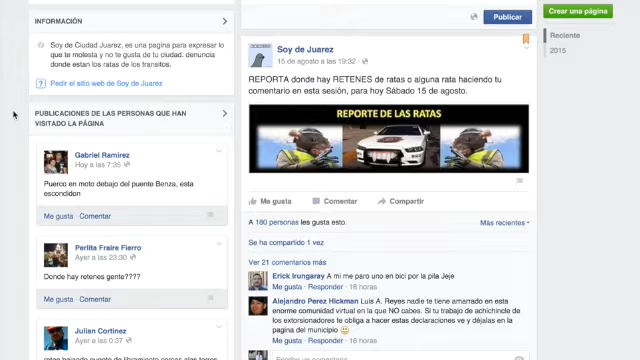 INFORMACIÓN
Soy de Ciudad Juarez, es una pagina para expresar lo
que te molesta y no te gusta de tu ciudad. denuncia
donde estan los ratas de los transitos.
Pedir el sitio web de Soy de Juarez
PUBLICACIONES DE LAS PERSONAS QUE HAN
VISITADO LA PÁGINA
Gabriel Ramirez
Hoy a las 7:35
Puerco en moto debajo del puente Benza, esta
escondidon
Me gusta · Comentar
Perlita Fraire Fierro
Ayer a las 23:30
Donde hay retenes gente????
Me gusta · Comentar
Julian Cortinez
Ayer a las 0:37
Publicar
Soy de Juarez
15 de agosto a las 19:32
REPORTA donde hay RETENES de ratas o alguna rata haciendo tu
comentario en esta sesión, para hoy Sábado 15 de agosto.
REPORTE DE LAS RATAS
Me gusta Comentar Compartir
A 180 personas les gusta esto.
Más recientes
Se ha compartido 1 vez
Ver 21 comentarios más
Erick Irungaray A mi me paro uno en bici por la pila Jeje
Me gusta · Responder · 18 horas
Alejandro Perez Hickman Luis A. Reyes nadie te tiene amarrado en esta
enorme comunidad virtual en la que NO cabes. Si tu trabajo de achichincle de
los extorsionadores te obliga a hacer estas declaraciones ve y déjalas en la
pagina del municipio
Me gusta · Responder · 16 horas
Escribe un comentario
Crear una página
Reciente
2015